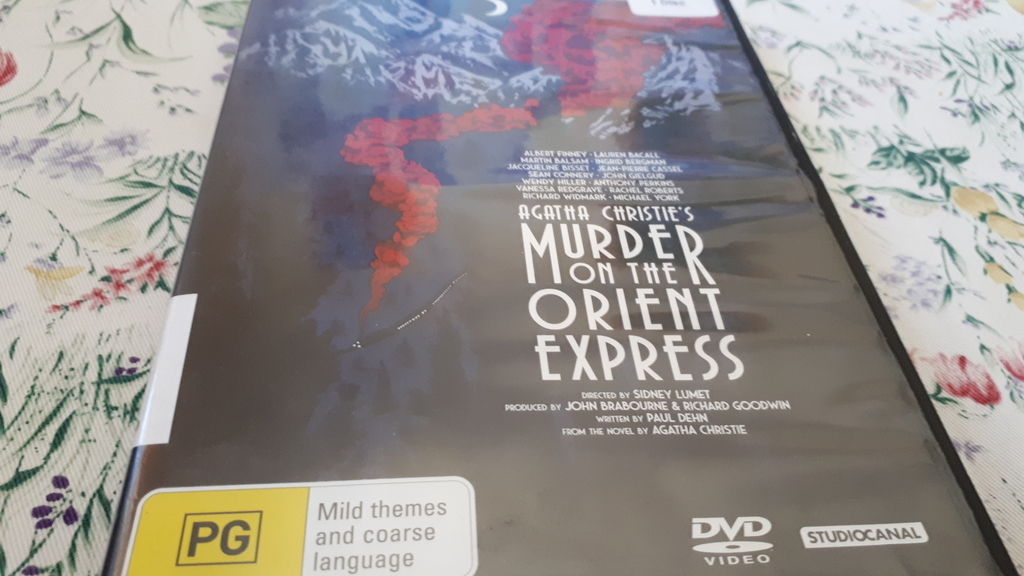 1 Disc
ALBERT FINNEY · LAUREN BACALL
MARTIN BALSAM · INGRID BERGMAN
JACQUELINE BISSET · JEAN-PIERRE CASSEL
SEAN CONNERY · JOHN GIELGUD
WENDY HILLER · ANTHONY PERKINS
VANESSA REDGRAVE · RACHEL ROBERTS
RICHARD WIDMARK · MICHAEL YORK
AGATHA CHRISTIE'S
MURDER
ON THE
ORIENT
EXPRESS
DIRECTED BY SIDNEY LUMET
PRODUCED BY JOHN BRABOURNE & RICHARD GOODWIN
WRITTEN BY PAUL DEHN
FROM THE NOVEL BY AGATHA CHRISTIE
PG
Mild themes
and coarse
language
DVD
VIDEO
STUDIOCANAL